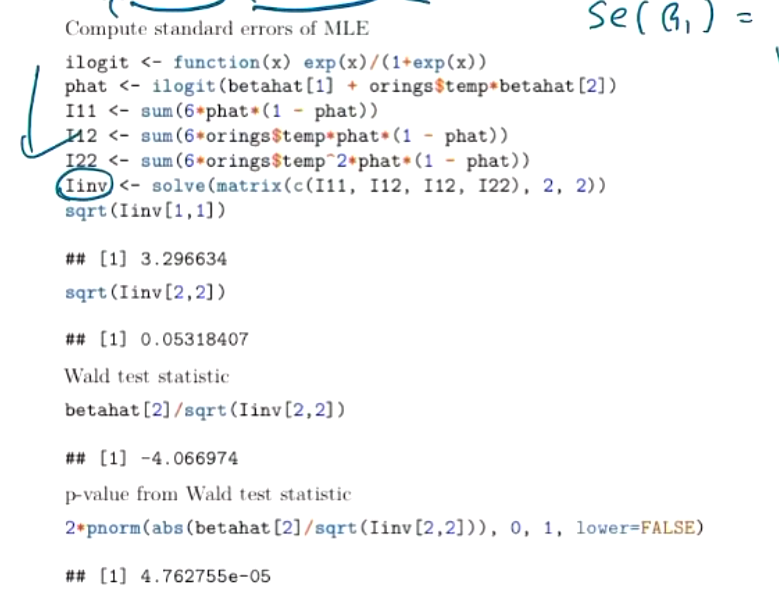 se(β₁) =
Compute standard errors of MLE
ilogit <- function(x) exp(x)/(1+exp(x))
phat <- ilogit(betahat[1] + orings$temp*betahat[2])
I11 <- sum(6*phat*(1 - phat))
I12 <- sum(6*orings$temp*phat*(1 - phat))
I22 <- sum(6*orings$temp^2*phat*(1 - phat))
Iinv <- solve(matrix(c(I11, I12, I12, I22), 2, 2))
sqrt(Iinv[1,1])
## [1] 3.296634
sqrt(Iinv[2,2])
## [1] 0.05318407
Wald test statistic
betahat[2]/sqrt(Iinv[2,2])
## [1] -4.066974
p-value from Wald test statistic
2*pnorm(abs(betahat[2]/sqrt(Iinv[2,2])), 0, 1, lower=FALSE)
## [1] 4.762755e-05